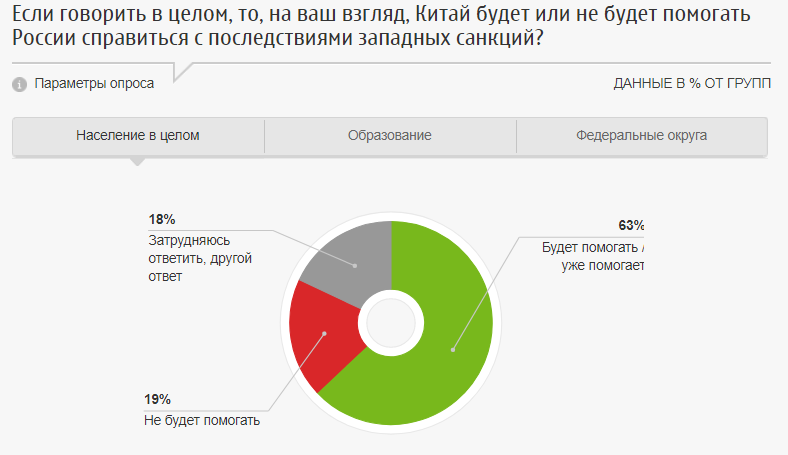 Если говорить в целом, то, на ваш взгляд, Китай будет или не будет помогать
России справиться с последствиями западных санкций?
Параметры опроса
ДАННЫЕ В % ОТ ГРУПП
Население в целом
Образование
Федеральные округа
18%
Затрудняюсь
ответить, другой
ответ
63%
Будет помогать /
уже помогает
19%
Не будет помогать